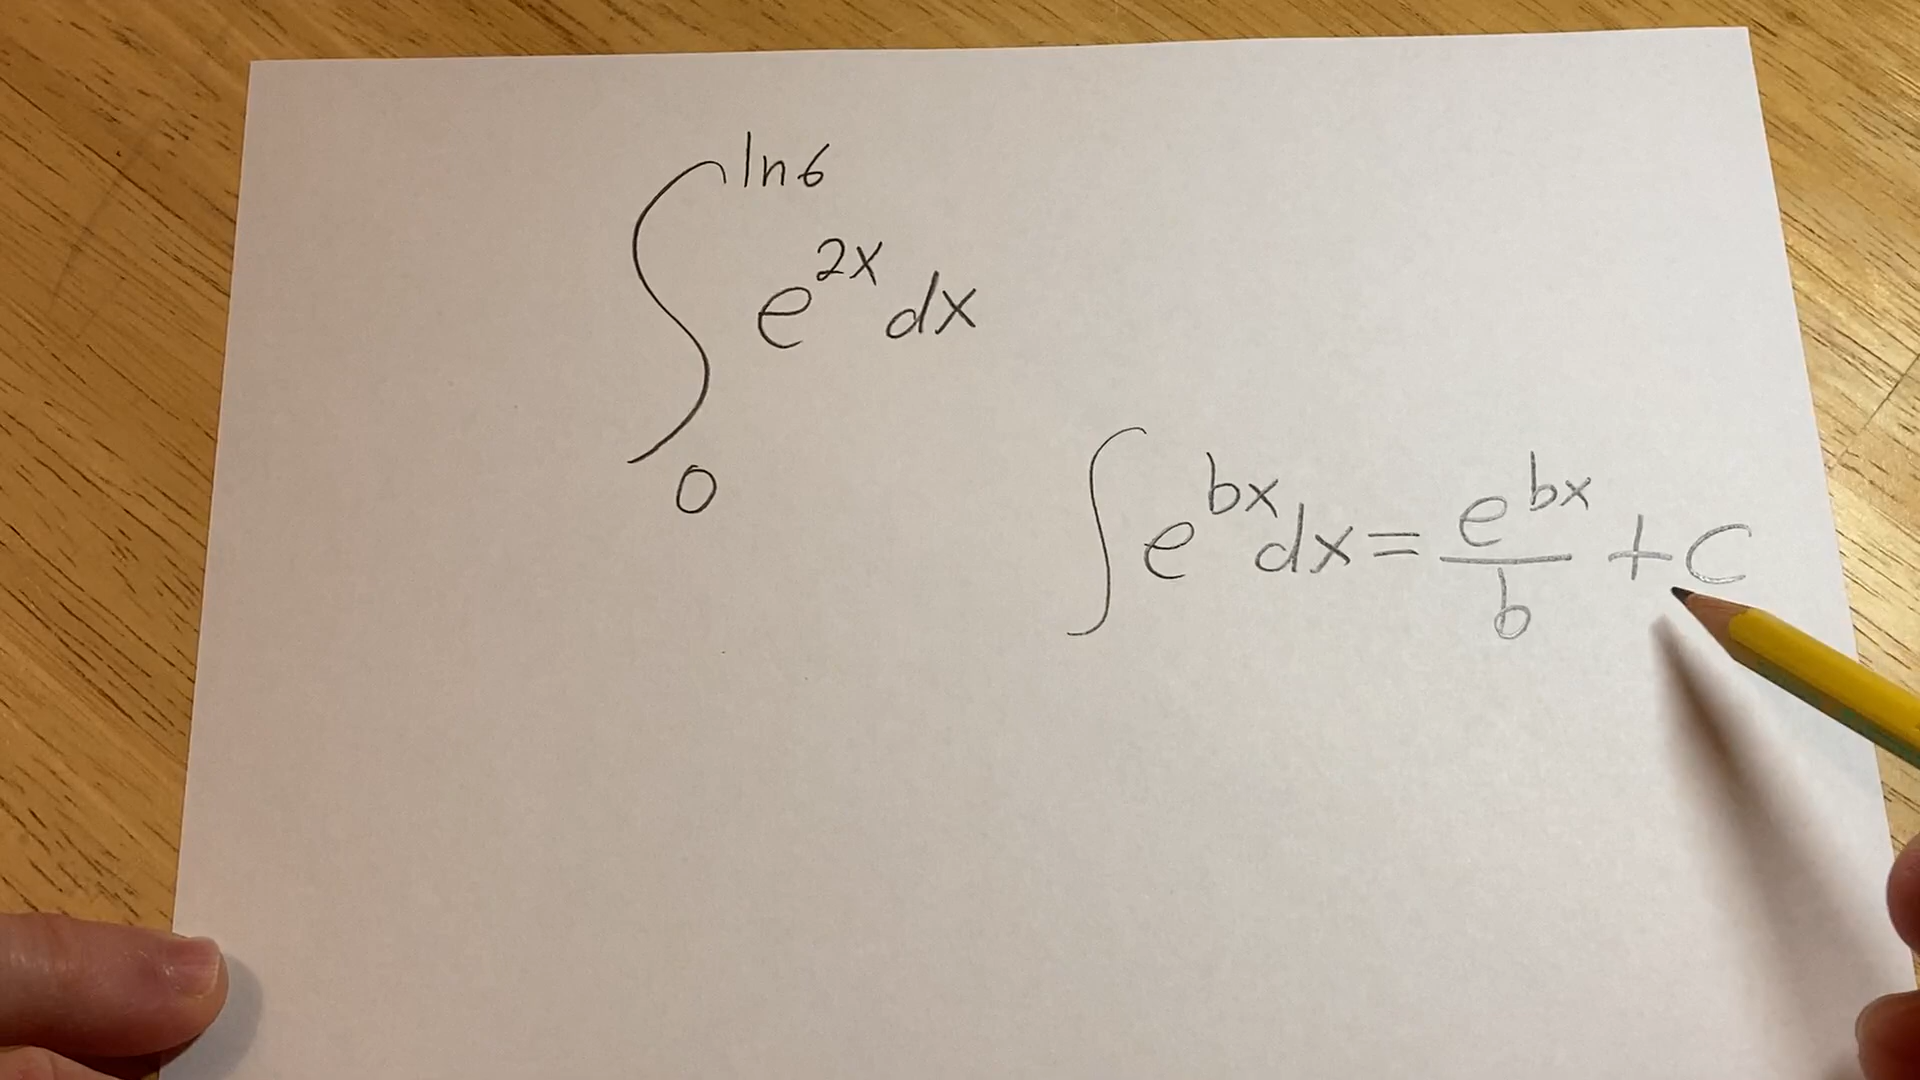 ∫₀^{ln6} e^{2x} dx
∫ e^{bx} dx = e^{bx}/b + C